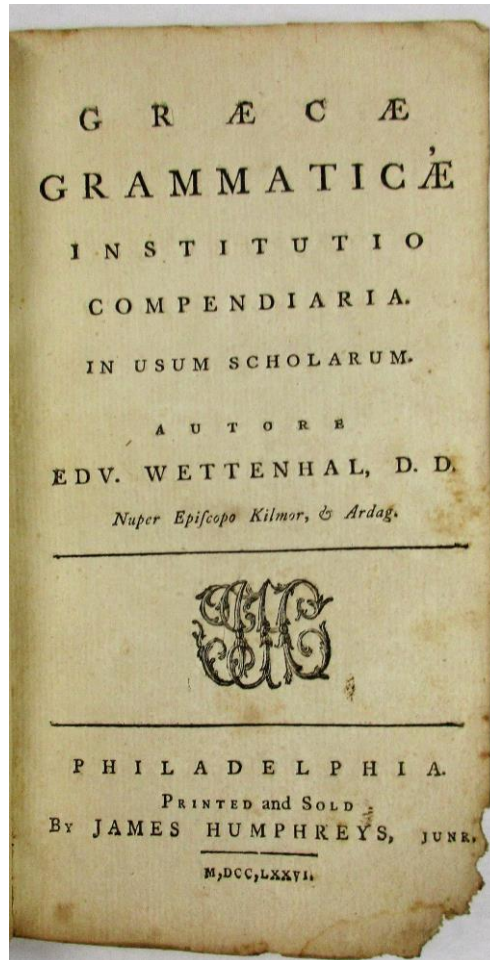 GRÆCÆ
GRAMMATICÆ
INSTITUTIO
COMPENDIARIA.
IN USUM SCHOLARUM.
AUTORE
EDV. WETTENHAL, D. D.
Nuper Epiſcopo Kilmor, & Ardag.
PHILADELPHIA.
PRINTED and SOLD
By JAMES HUMPHREYS, JUNR.
M,DCC,LXXVI.